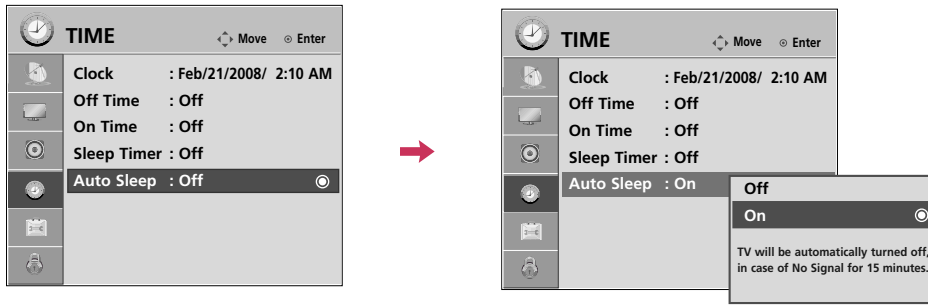 TIME Move Enter
Clock : Feb/21/2008/ 2:10 AM
Off Time : Off
On Time : Off
Sleep Timer : Off
Auto Sleep : Off
TIME Move Enter
Clock : Feb/21/2008/ 2:10 AM
Off Time : Off
On Time : Off
Sleep Timer : Off
Auto Sleep : On
Off
On
TV will be automatically turned off,
in case of No Signal for 15 minutes.